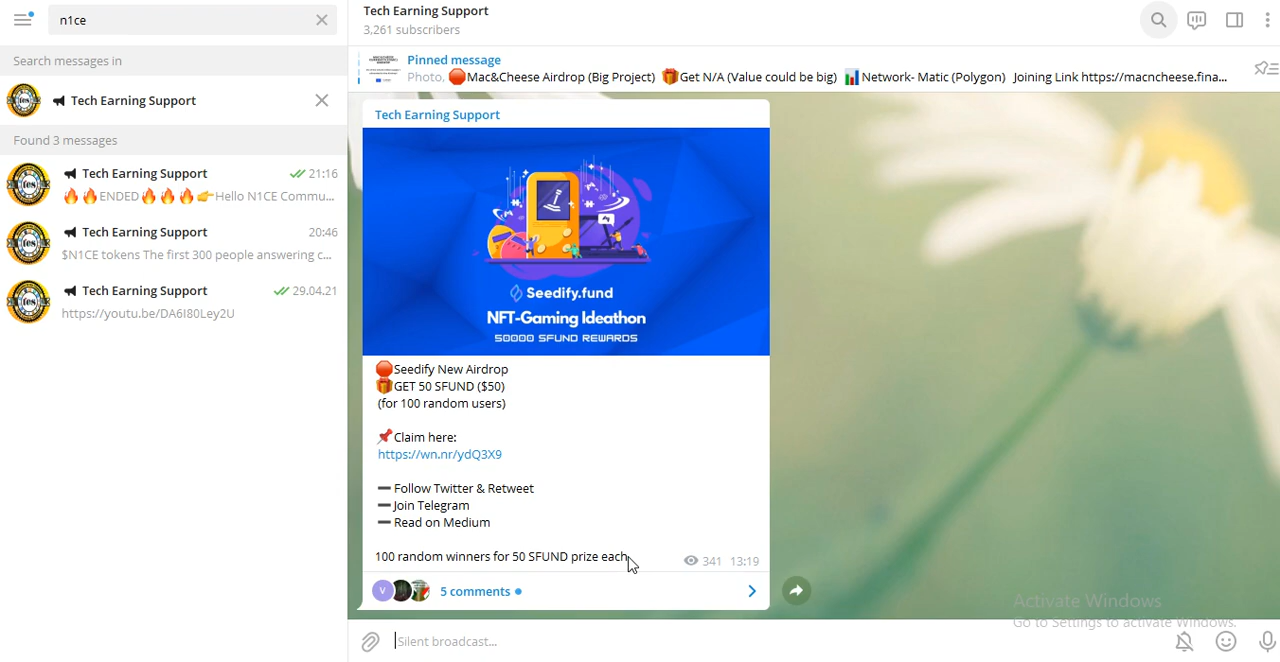 n1ce
Search messages in
Tech Earning Support
Found 3 messages
Tech Earning Support
21:16
🔥🔥ENDED🔥🔥🔥👉Hello N1CE Commu...
Tech Earning Support
20:46
$N1CE tokens The first 300 people answering c...
Tech Earning Support
29.04.21
https://youtu.be/DA6I80Ley2U
Tech Earning Support
3,261 subscribers
Pinned message
Photo, 🛑Mac&Cheese Airdrop (Big Project) 🎁Get N/A (Value could be big) 📊Network- Matic (Polygon) Joining Link https://macncheese.fina...
Tech Earning Support
Seedify.fund
NFT-Gaming Ideathon
50000 SFUND REWARDS
🛑Seedify New Airdrop
🎁GET 50 SFUND ($50)
(for 100 random users)
📌Claim here:
https://wn.nr/ydQ3X9
➖Follow Twitter & Retweet
➖Join Telegram
➖Read on Medium
100 random winners for 50 SFUND prize each
341 13:19
V
5 comments
Silent broadcast...
Activate Windows
Go to Settings to activate Windows.